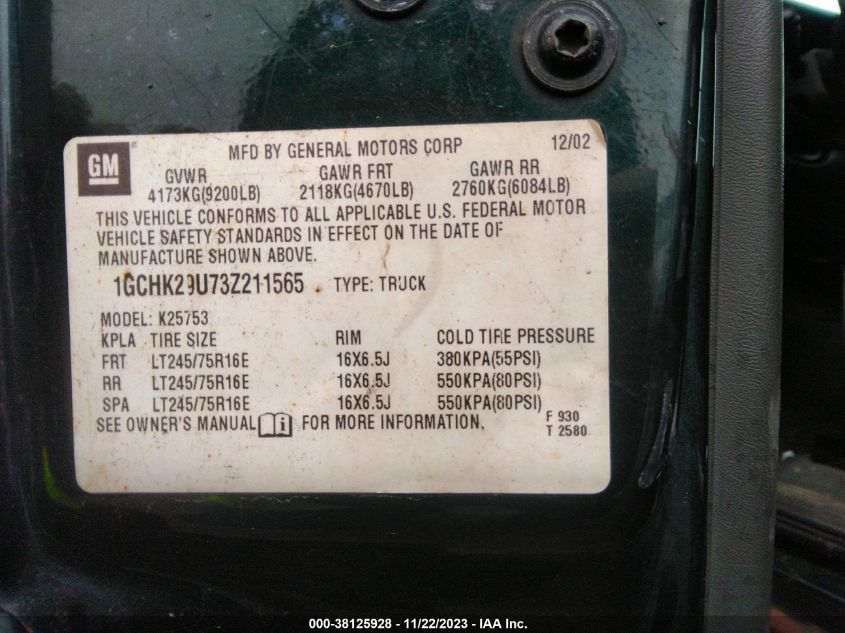 GM
MFD BY GENERAL MOTORS CORP 12/02
GVWR GAWR FRT GAWR RR
4173KG(9200LB) 2118KG(4670LB) 2760KG(6084LB)
THIS VEHICLE CONFORMS TO ALL APPLICABLE U.S. FEDERAL MOTOR
VEHICLE SAFETY STANDARDS IN EFFECT ON THE DATE OF
MANUFACTURE SHOWN ABOVE.
1GCHK29U73Z211565 TYPE: TRUCK
MODEL: K25753
KPLA TIRE SIZE RIM COLD TIRE PRESSURE
FRT LT245/75R16E 16X6.5J 380KPA(55PSI)
RR LT245/75R16E 16X6.5J 550KPA(80PSI)
SPA LT245/75R16E 16X6.5J 550KPA(80PSI)
SEE OWNER'S MANUAL i FOR MORE INFORMATION.
F 930
T 2580
000-38125928 - 11/22/2023 - IAA Inc.